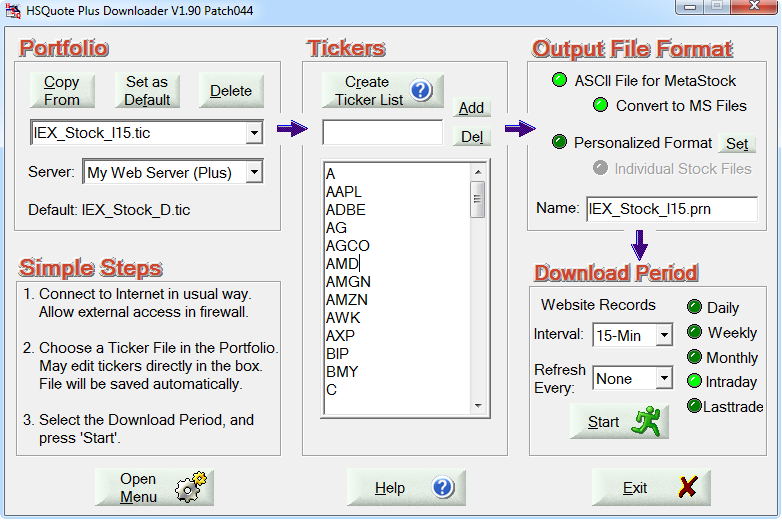 HSQuote Plus Downloader V1.90 Patch044
Portfolio
Copy
From
Set as
Default
Delete
IEX_Stock_I15.tic
Server:
My Web Server (Plus)
Default: IEX_Stock_D.tic
Simple Steps
1. Connect to Internet in usual way.
Allow external access in firewall.
2. Choose a Ticker File in the Portfolio.
May edit tickers directly in the box.
File will be saved automatically.
3. Select the Download Period, and
press 'Start'.
Open
Menu
Tickers
Create
Ticker List
?
Add
Del
A
AAPL
ADBE
AG
AGCO
AMD
AMGN
AMZN
AWK
AXP
BIP
BMY
C
Help ?
Output File Format
ASCII File for MetaStock
Convert to MS Files
Personalized Format
Set
Individual Stock Files
Name:
IEX_Stock_I15.prn
Download Period
Website Records
Interval:
15-Min
Refresh
Every:
None
Start
Daily
Weekly
Monthly
Intraday
Lasttrade
Exit